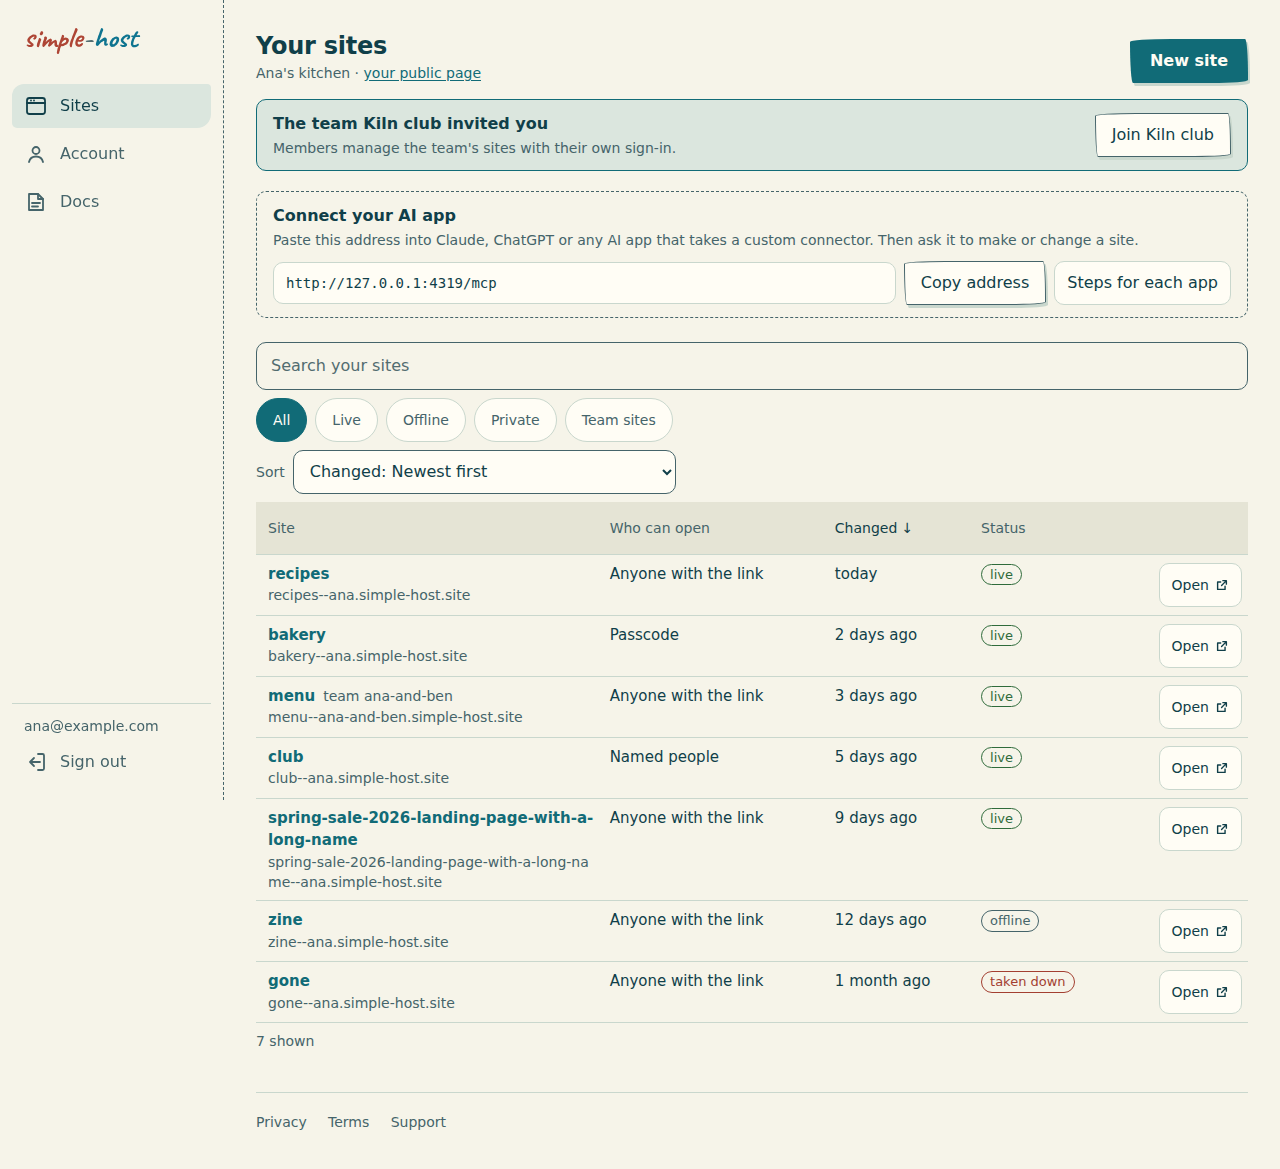 simple-host
Sites
Account
Docs
ana@example.com
Sign out
Your sites
Ana's kitchen · your public page
New site
The team Kiln club invited you
Members manage the team's sites with their own sign-in.
Join Kiln club
Connect your AI app
Paste this address into Claude, ChatGPT or any AI app that takes a custom connector. Then ask it to make or change a site.
http://127.0.0.1:4319/mcp
Copy address
Steps for each app
Search your sites
All Live Offline Private Team sites
Sort Changed: Newest first
Site Who can open Changed ↓ Status
recipes Anyone with the link today live Open
recipes--ana.simple-host.site
bakery Passcode 2 days ago live Open
bakery--ana.simple-host.site
menu team ana-and-ben Anyone with the link 3 days ago live Open
menu--ana-and-ben.simple-host.site
club Named people 5 days ago live Open
club--ana.simple-host.site
spring-sale-2026-landing-page-with-a- Anyone with the link 9 days ago live Open
long-name
spring-sale-2026-landing-page-with-a-long-na
me--ana.simple-host.site
zine Anyone with the link 12 days ago offline Open
zine--ana.simple-host.site
gone Anyone with the link 1 month ago taken down Open
gone--ana.simple-host.site
7 shown
Privacy Terms Support